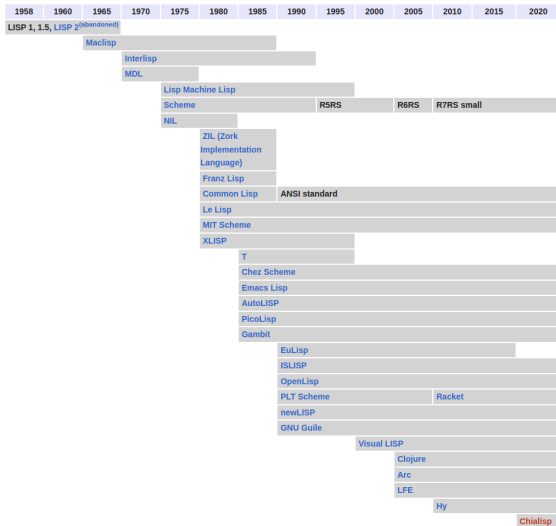 1958 1960 1965 1970 1975 1980 1985 1990 1995 2000 2005 2010 2015 2020
LISP 1, 1.5, LISP 2(abandoned)
Maclisp
Interlisp
MDL
Lisp Machine Lisp
Scheme R5RS R6RS R7RS small
NIL
ZIL (Zork
Implementation
Language)
Franz Lisp
Common Lisp ANSI standard
Le Lisp
MIT Scheme
XLISP
T
Chez Scheme
Emacs Lisp
AutoLISP
PicoLisp
Gambit
EuLisp
ISLISP
OpenLisp
PLT Scheme Racket
newLISP
GNU Guile
Visual LISP
Clojure
Arc
LFE
Hy
Chialisp